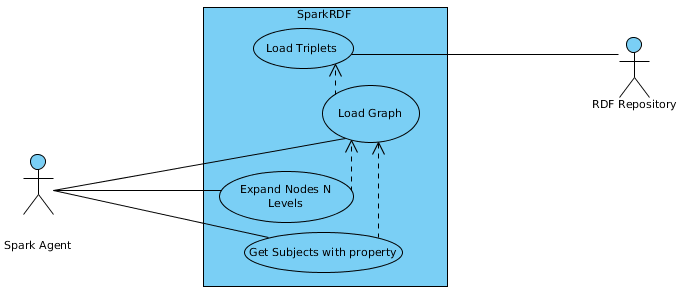 SparkRDF
Load Triplets
RDF Repository
Load Graph
Expand Nodes N
Levels
Spark Agent
Get Subjects with property